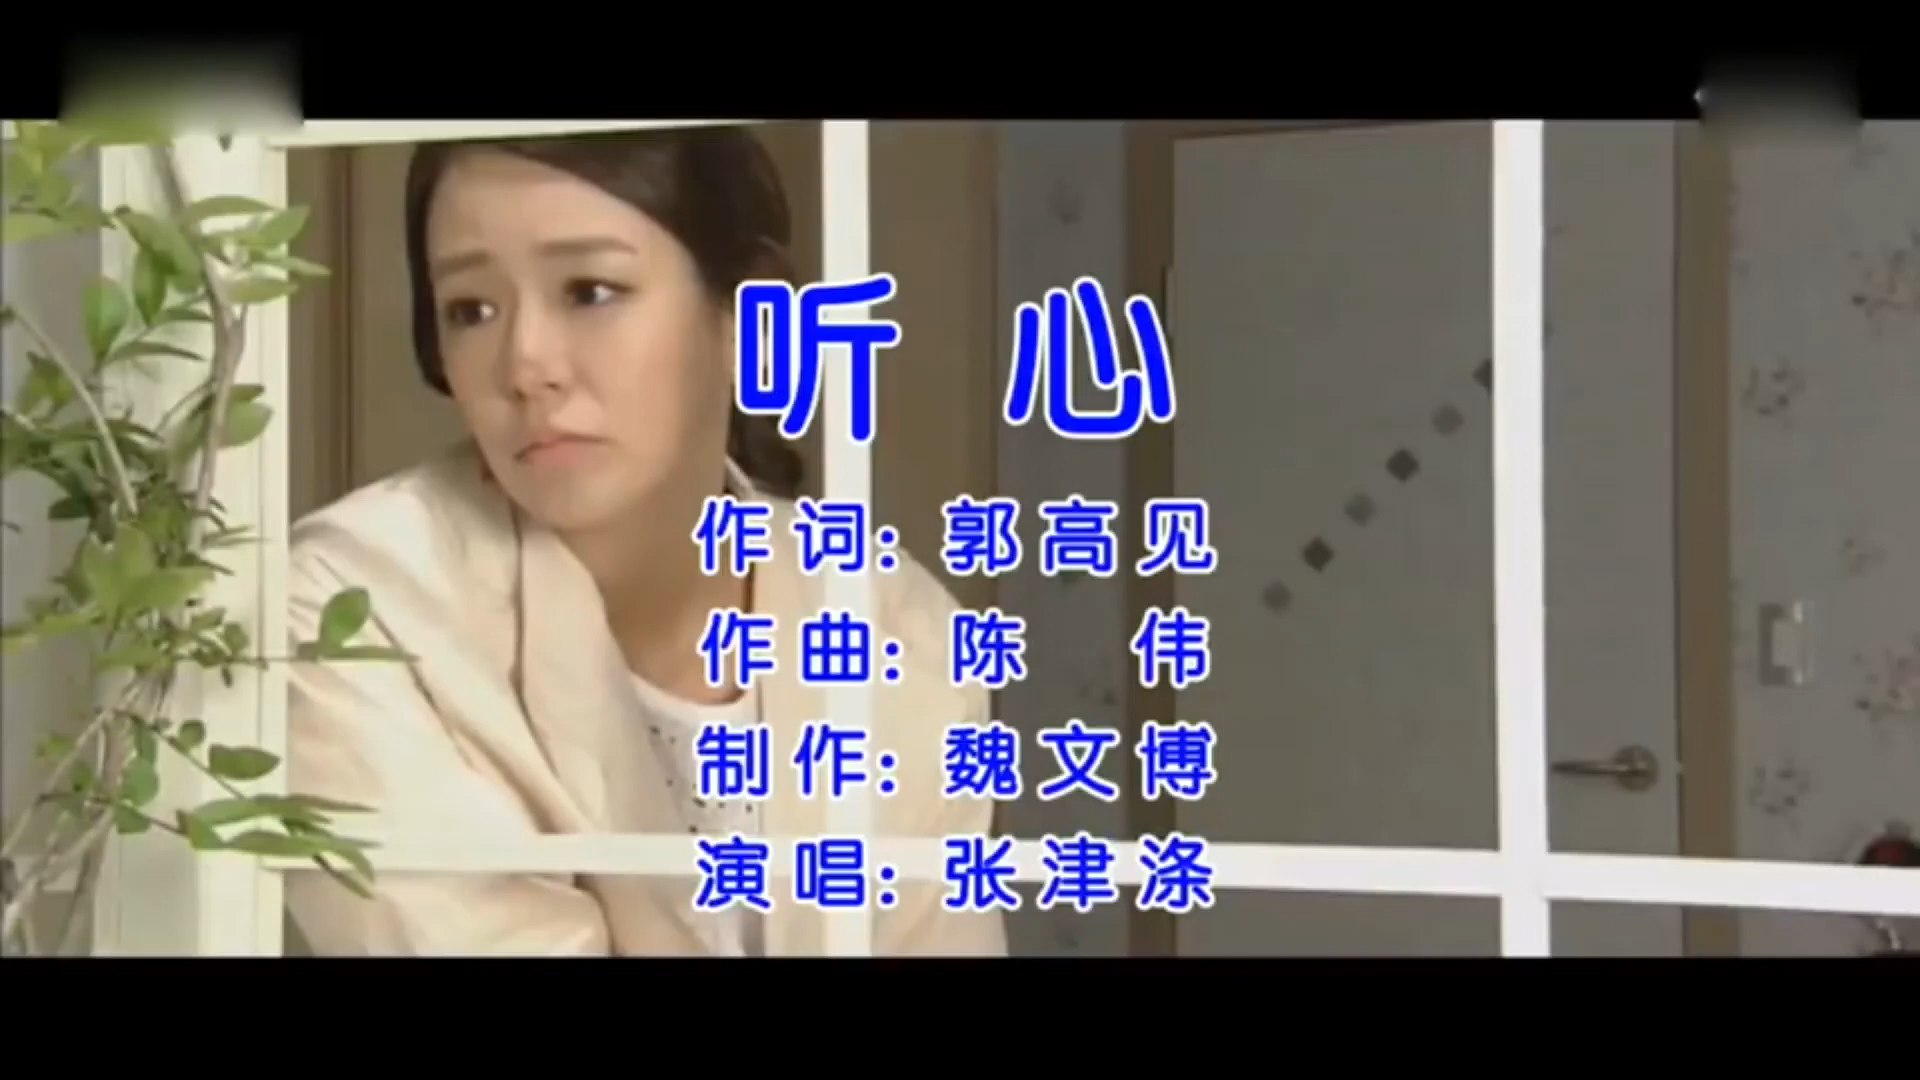 听心
作词：郭高见
作曲：陈伟
制作：魏文博
演唱：张津涤